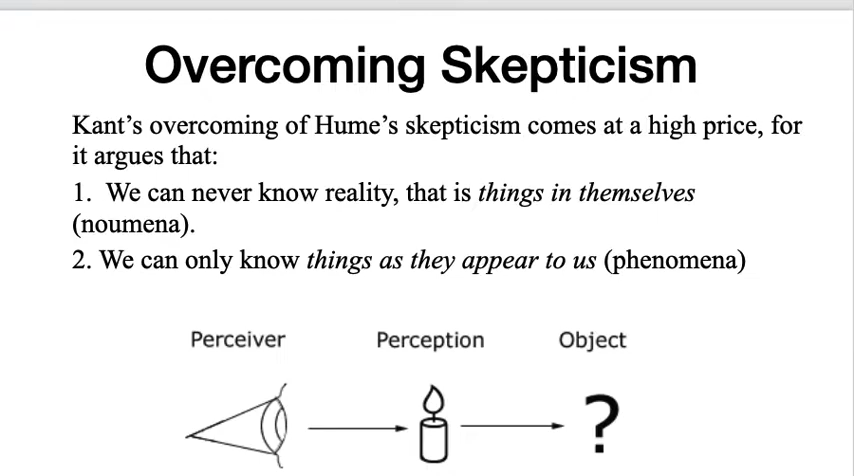 Overcoming Skepticism
Kant’s overcoming of Hume’s skepticism comes at a high price, for
it argues that:
1. We can never know reality, that is things in themselves
(noumena).
2. We can only know things as they appear to us (phenomena)
Perceiver Perception Object
?